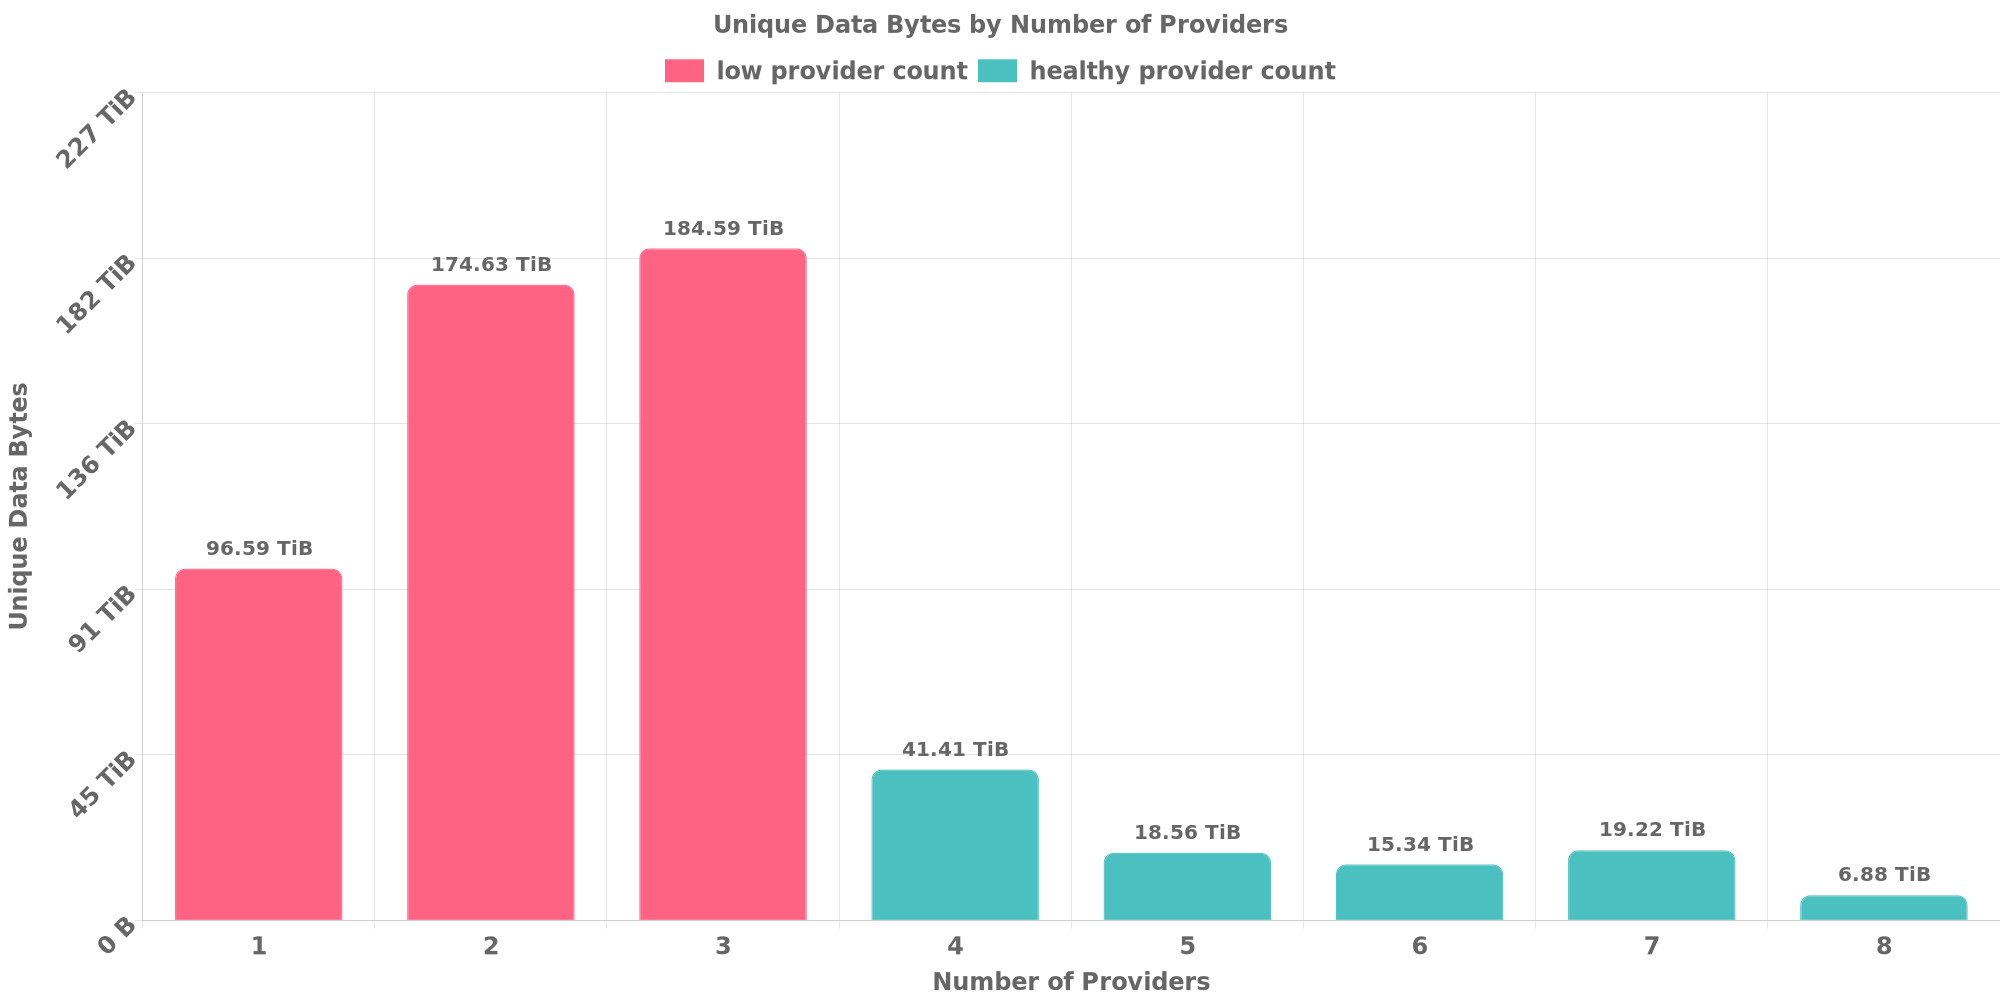 Unique Data Bytes by Number of Providers
low provider count
healthy provider count
227 TiB
182 TiB
136 TiB
91 TiB
45 TiB
0 B
Unique Data Bytes
96.59 TiB
174.63 TiB
184.59 TiB
41.41 TiB
18.56 TiB
15.34 TiB
19.22 TiB
6.88 TiB
1 2 3 4 5 6 7 8
Number of Providers